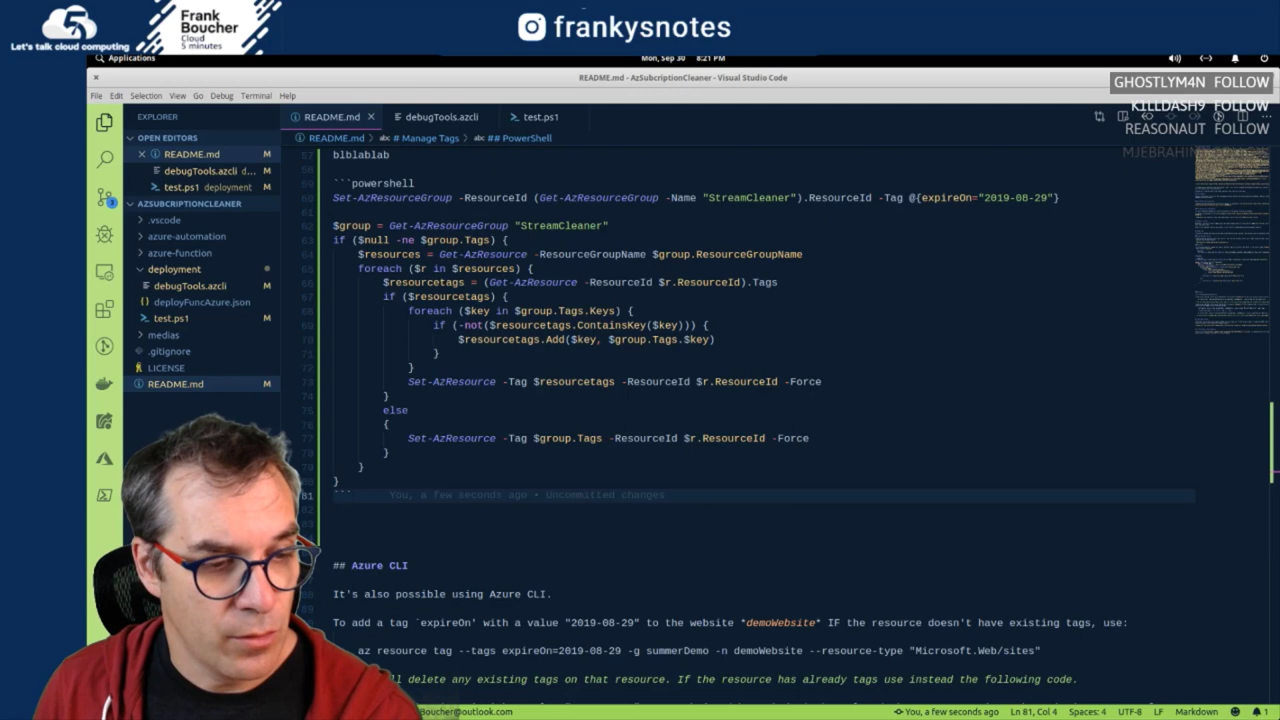 5
Let's talk cloud computing
Frank
Boucher
Cloud
5 minutes
frankysnotes
Applications
Mon, Sep 30 8:21 PM
README.md - AzSubcriptionCleaner - Visual Studio Code
GHOSTLYM4N FOLLOW
K1LLDASH9 FOLLOW
REASONAUT FOLLOW
File Edit Selection View Go Debug Terminal Help
EXPLORER
README.md
debugTools.azcli
test.ps1
README.md > # Manage Tags > ## PowerShell
OPEN EDITORS
README.md M
debugTools.azcli d... M
test.ps1 deployment M
AZSUBCRIPTIONCLEANER
.vscode
azure-automation
azure-function
deployment
debugTools.azcli M
deployFuncAzure.json
test.ps1 M
medias
.gitignore
LICENSE
README.md M
3
blblablab
```powershell
Set-AzResourceGroup -ResourceId (Get-AzResourceGroup -Name "StreamCleaner").ResourceId -Tag @{expireOn="2019-08-29"}
$group = Get-AzResourceGroup "StreamCleaner"
if ($null -ne $group.Tags) {
$resources = Get-AzResource -ResourceGroupName $group.ResourceGroupName
foreach ($r in $resources) {
$resourcetags = (Get-AzResource -ResourceId $r.ResourceId).Tags
if ($resourcetags) {
foreach ($key in $group.Tags.Keys) {
if (-not($resourcetags.ContainsKey($key))) {
$resourcetags.Add($key, $group.Tags.$key)
}
}
Set-AzResource -Tag $resourcetags -ResourceId $r.ResourceId -Force
}
else
{
Set-AzResource -Tag $group.Tags -ResourceId $r.ResourceId -Force
}
}
}
81 ``` You, a few seconds ago • Uncommitted changes
## Azure CLI
It's also possible using Azure CLI.
To add a tag `expireOn' with a value "2019-08-29" to the website *demoWebsite* IF the resource doesn't have existing tags, use:
az resource tag --tags expireOn=2019-08-29 -g summerDemo -n demoWebsite --resource-type "Microsoft.Web/sites"
delete any existing tags on that resource. If the resource has already tags use instead the following code.
Boucher@outlook.com
You, a few seconds ago Ln 81, Col 4 Spaces: 4 UTF-8 LF Markdown 1